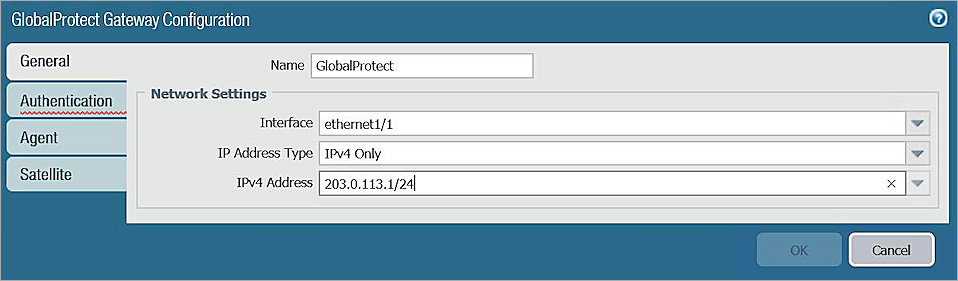 GlobalProtect Gateway Configuration
General
Authentication
Agent
Satellite
Name GlobalProtect
Network Settings
Interface ethernet1/1
IP Address Type IPv4 Only
IPv4 Address 203.0.113.1/24
OK Cancel